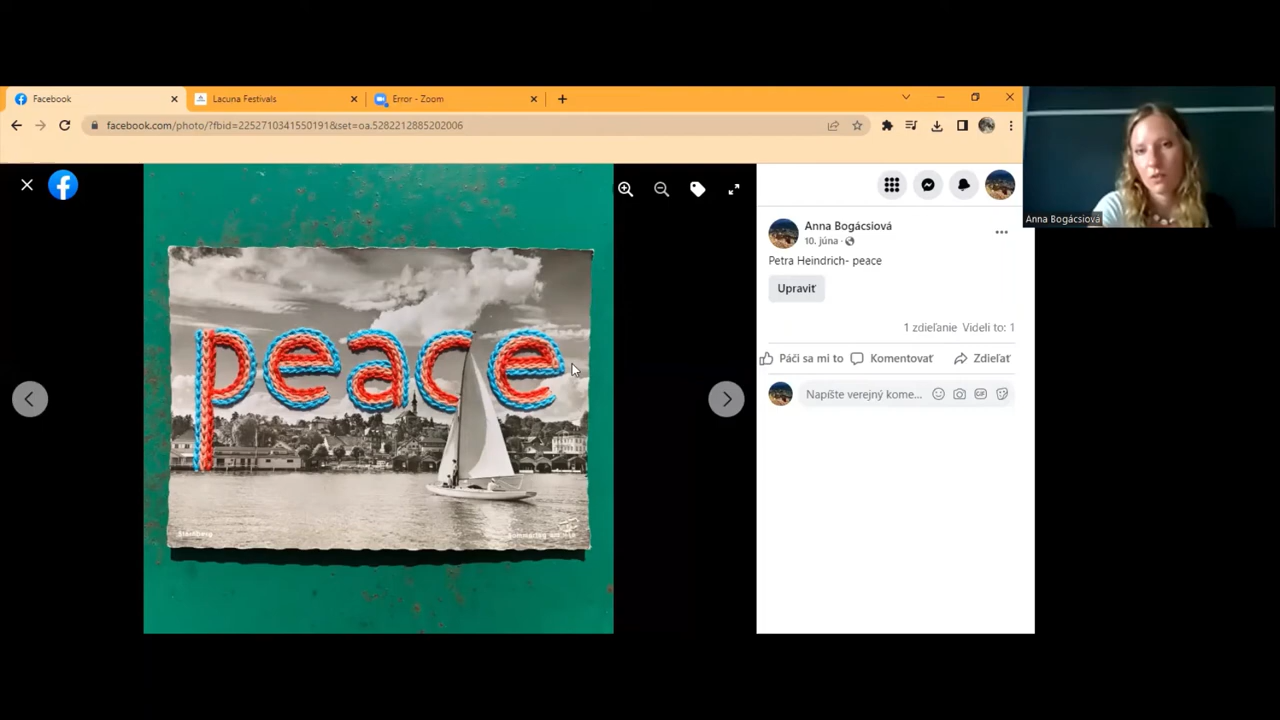 Facebook
Lacuna Festivals
Error - Zoom
facebook.com/photo/?fbid=2252710341550191&set=oa.5282212885202006
Anna Bogácsiová
Anna Bogácsiová
10. júna
Petra Heindrich- peace
Upraviť
1 zdieľanie Videli to: 1
Páči sa mi to
Komentovať
Zdieľať
Napíšte verejný kome...
GIF
peace
Starnberg